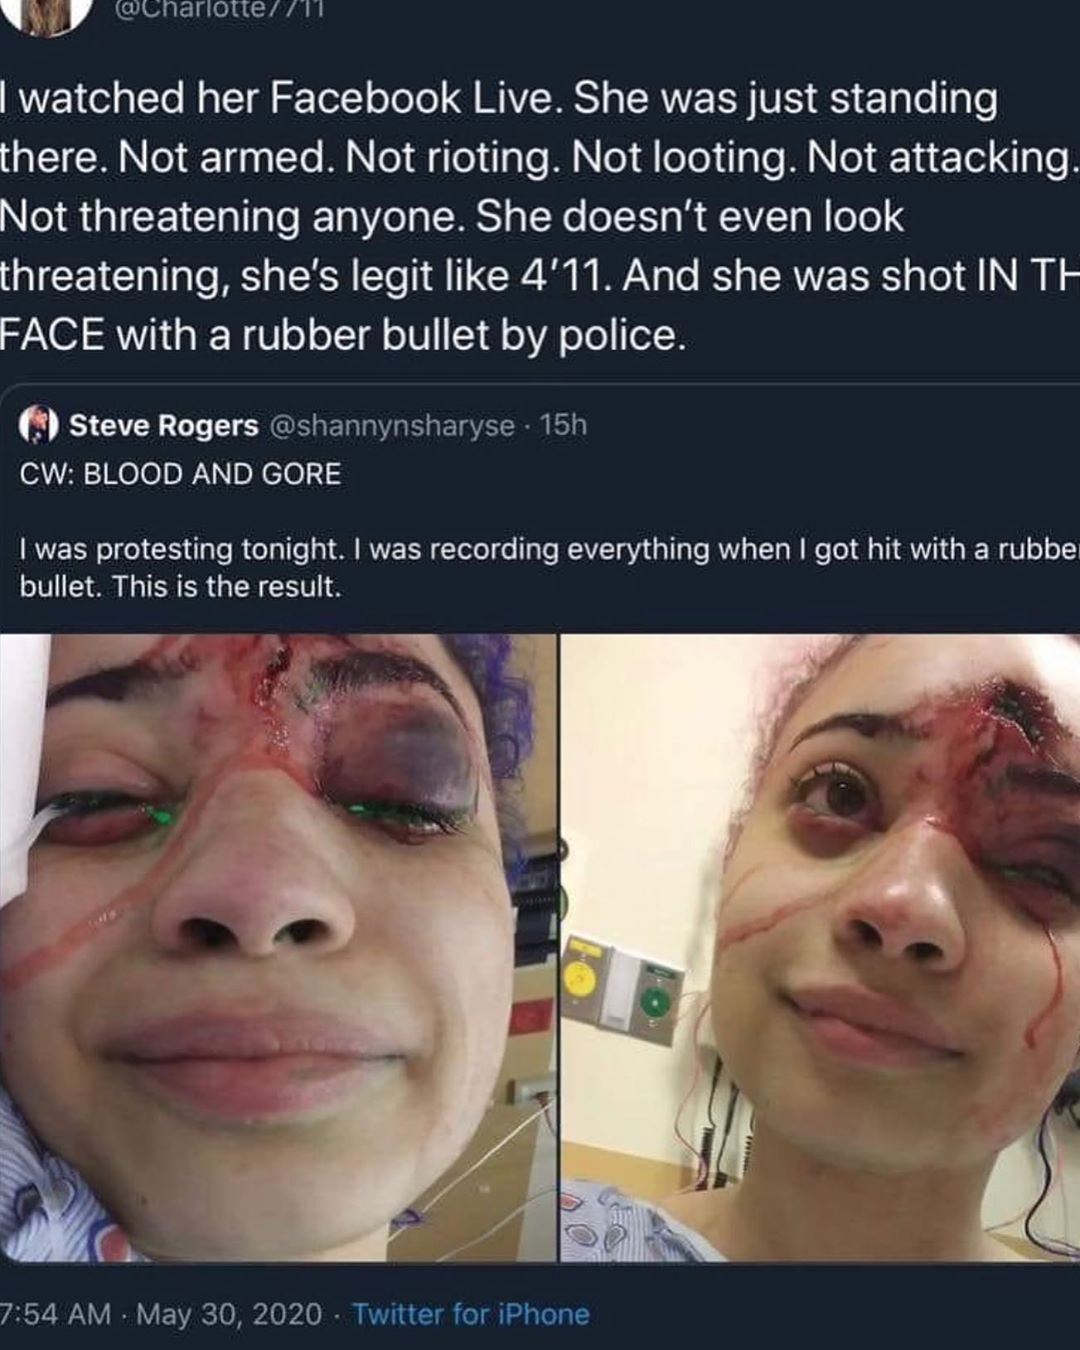 @Charlotte7711
I watched her Facebook Live. She was just standing
there. Not armed. Not rioting. Not looting. Not attacking.
Not threatening anyone. She doesn’t even look
threatening, she’s legit like 4’11. And she was shot IN TH
FACE with a rubber bullet by police.
Steve Rogers @shannynsharyse · 15h
CW: BLOOD AND GORE
I was protesting tonight. I was recording everything when I got hit with a rubber
bullet. This is the result.
7:54 AM · May 30, 2020 · Twitter for iPhone